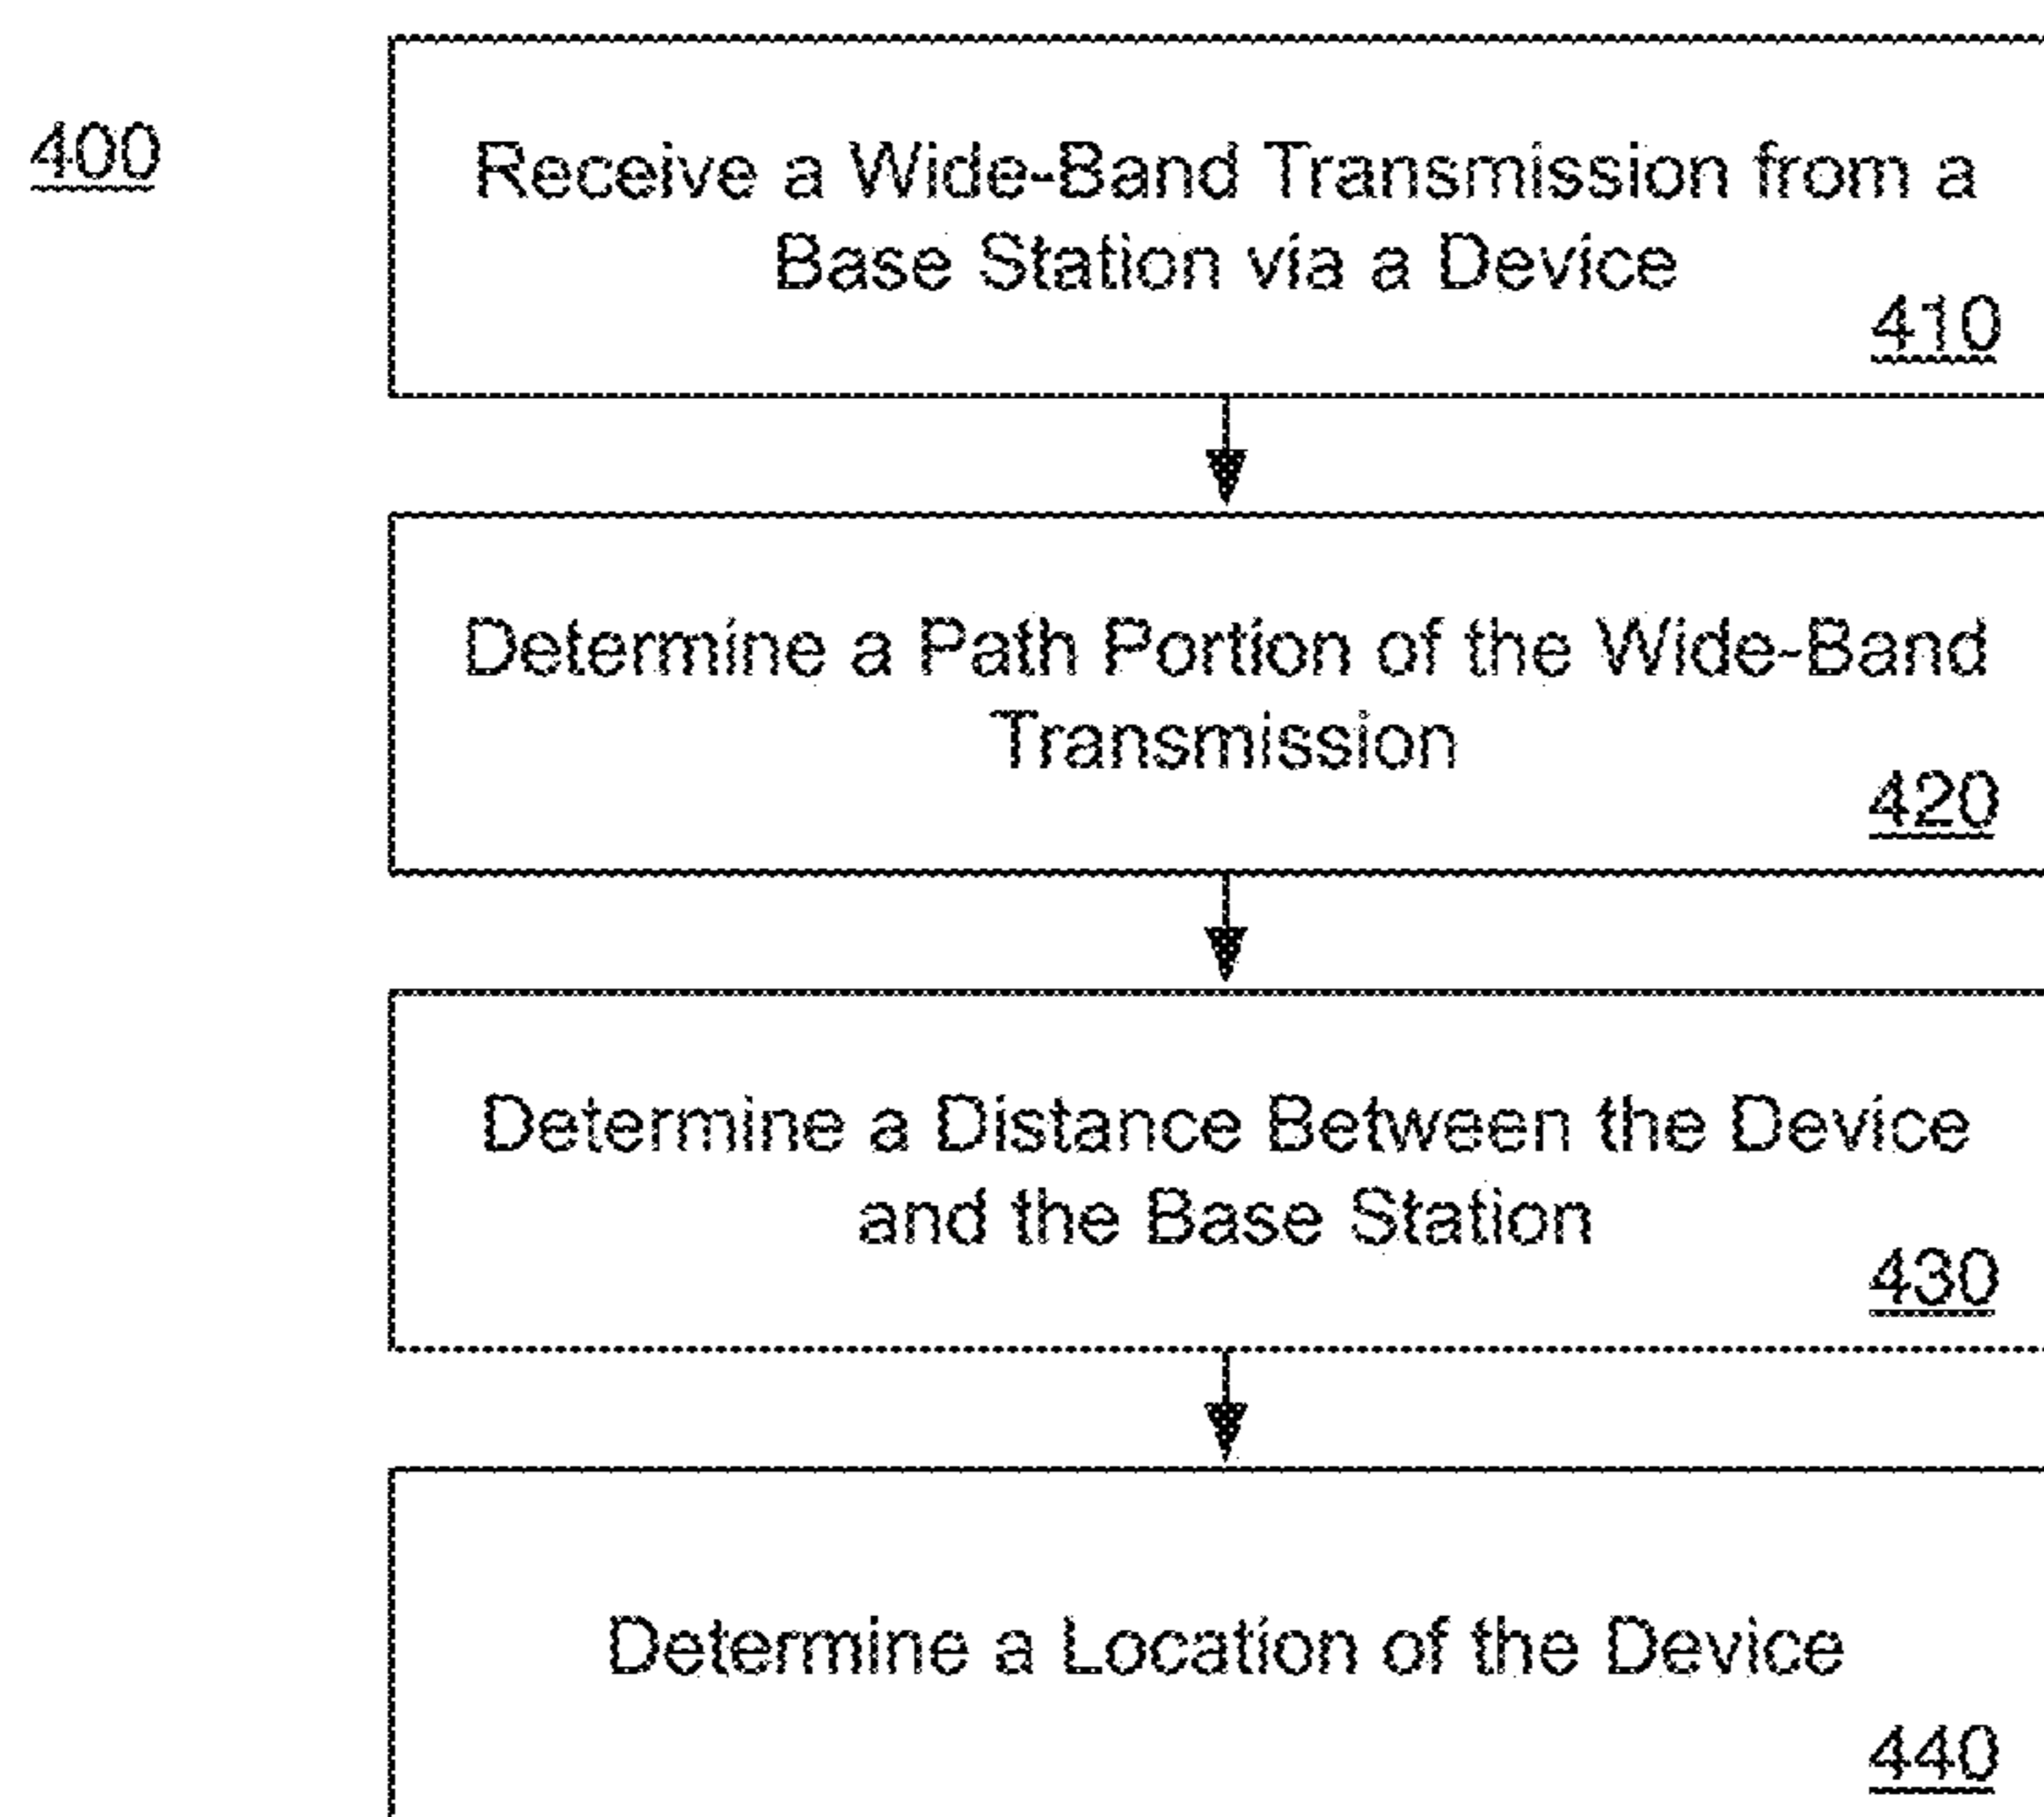 400
Receive a Wide-Band Transmission from a
Base Station via a Device
410
Determine a Path Portion of the Wide-Band
Transmission
420
Determine a Distance Between the Device
and the Base Station
430
Determine a Location of the Device
440